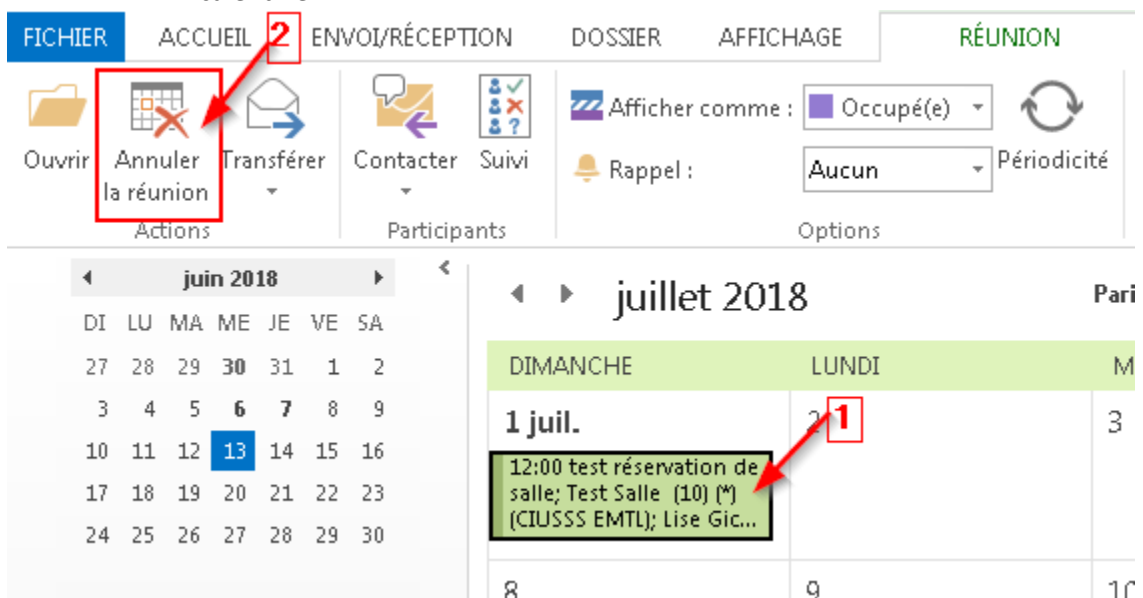 FICHIER ACCUEIL 2 ENVOI/RÉCEPTION DOSSIER AFFICHAGE RÉUNION
Ouvrir
Annuler
la réunion
Transférer
Actions
Contacter
Suivi
Participants
Afficher comme : Occupé(e)
Rappel : Aucun
Périodicité
Options
juin 2018
DI LU MA ME JE VE SA
27 28 29 30 31 1 2
3 4 5 6 7 8 9
10 11 12 13 14 15 16
17 18 19 20 21 22 23
24 25 26 27 28 29 30
juillet 2018
DIMANCHE LUNDI M
1 juil. 2 1 3
12:00 test réservation de
salle; Test Salle (10) (*)
(CIUSSS EMTL); Lise Gic...
8 9 10